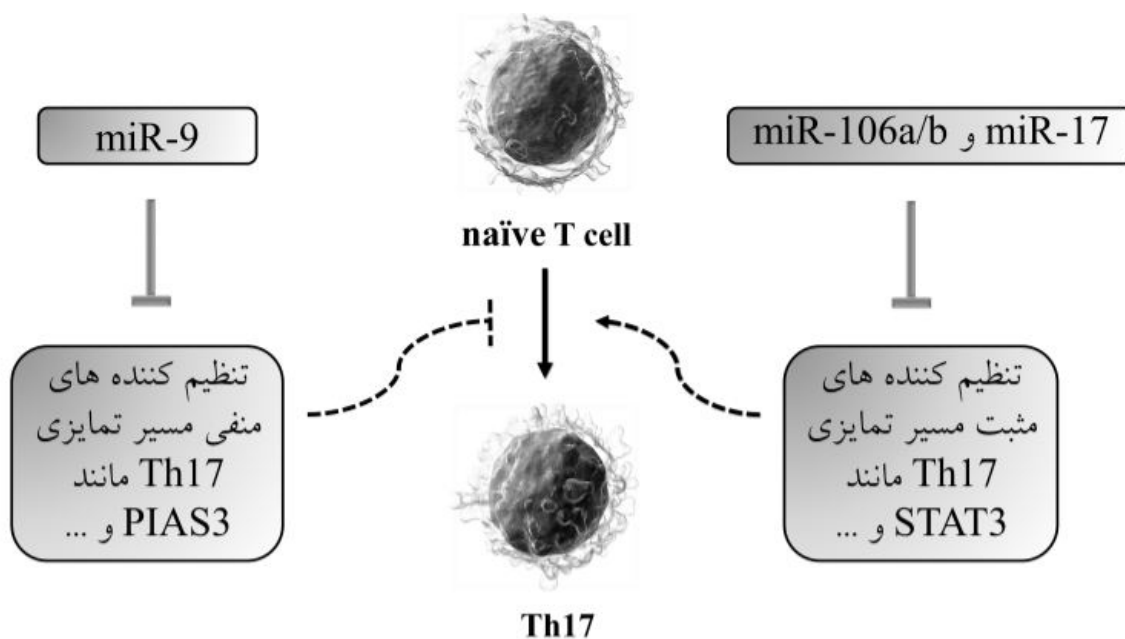 miR-9
miR-17 و miR-106a/b
naïve T cell
تنظیم کننده های
منفی مسیر تمایزی
Th17 مانند
PIAS3 و ...
تنظیم کننده های
مثبت مسیر تمایزی
Th17 مانند
STAT3 و ...
Th17